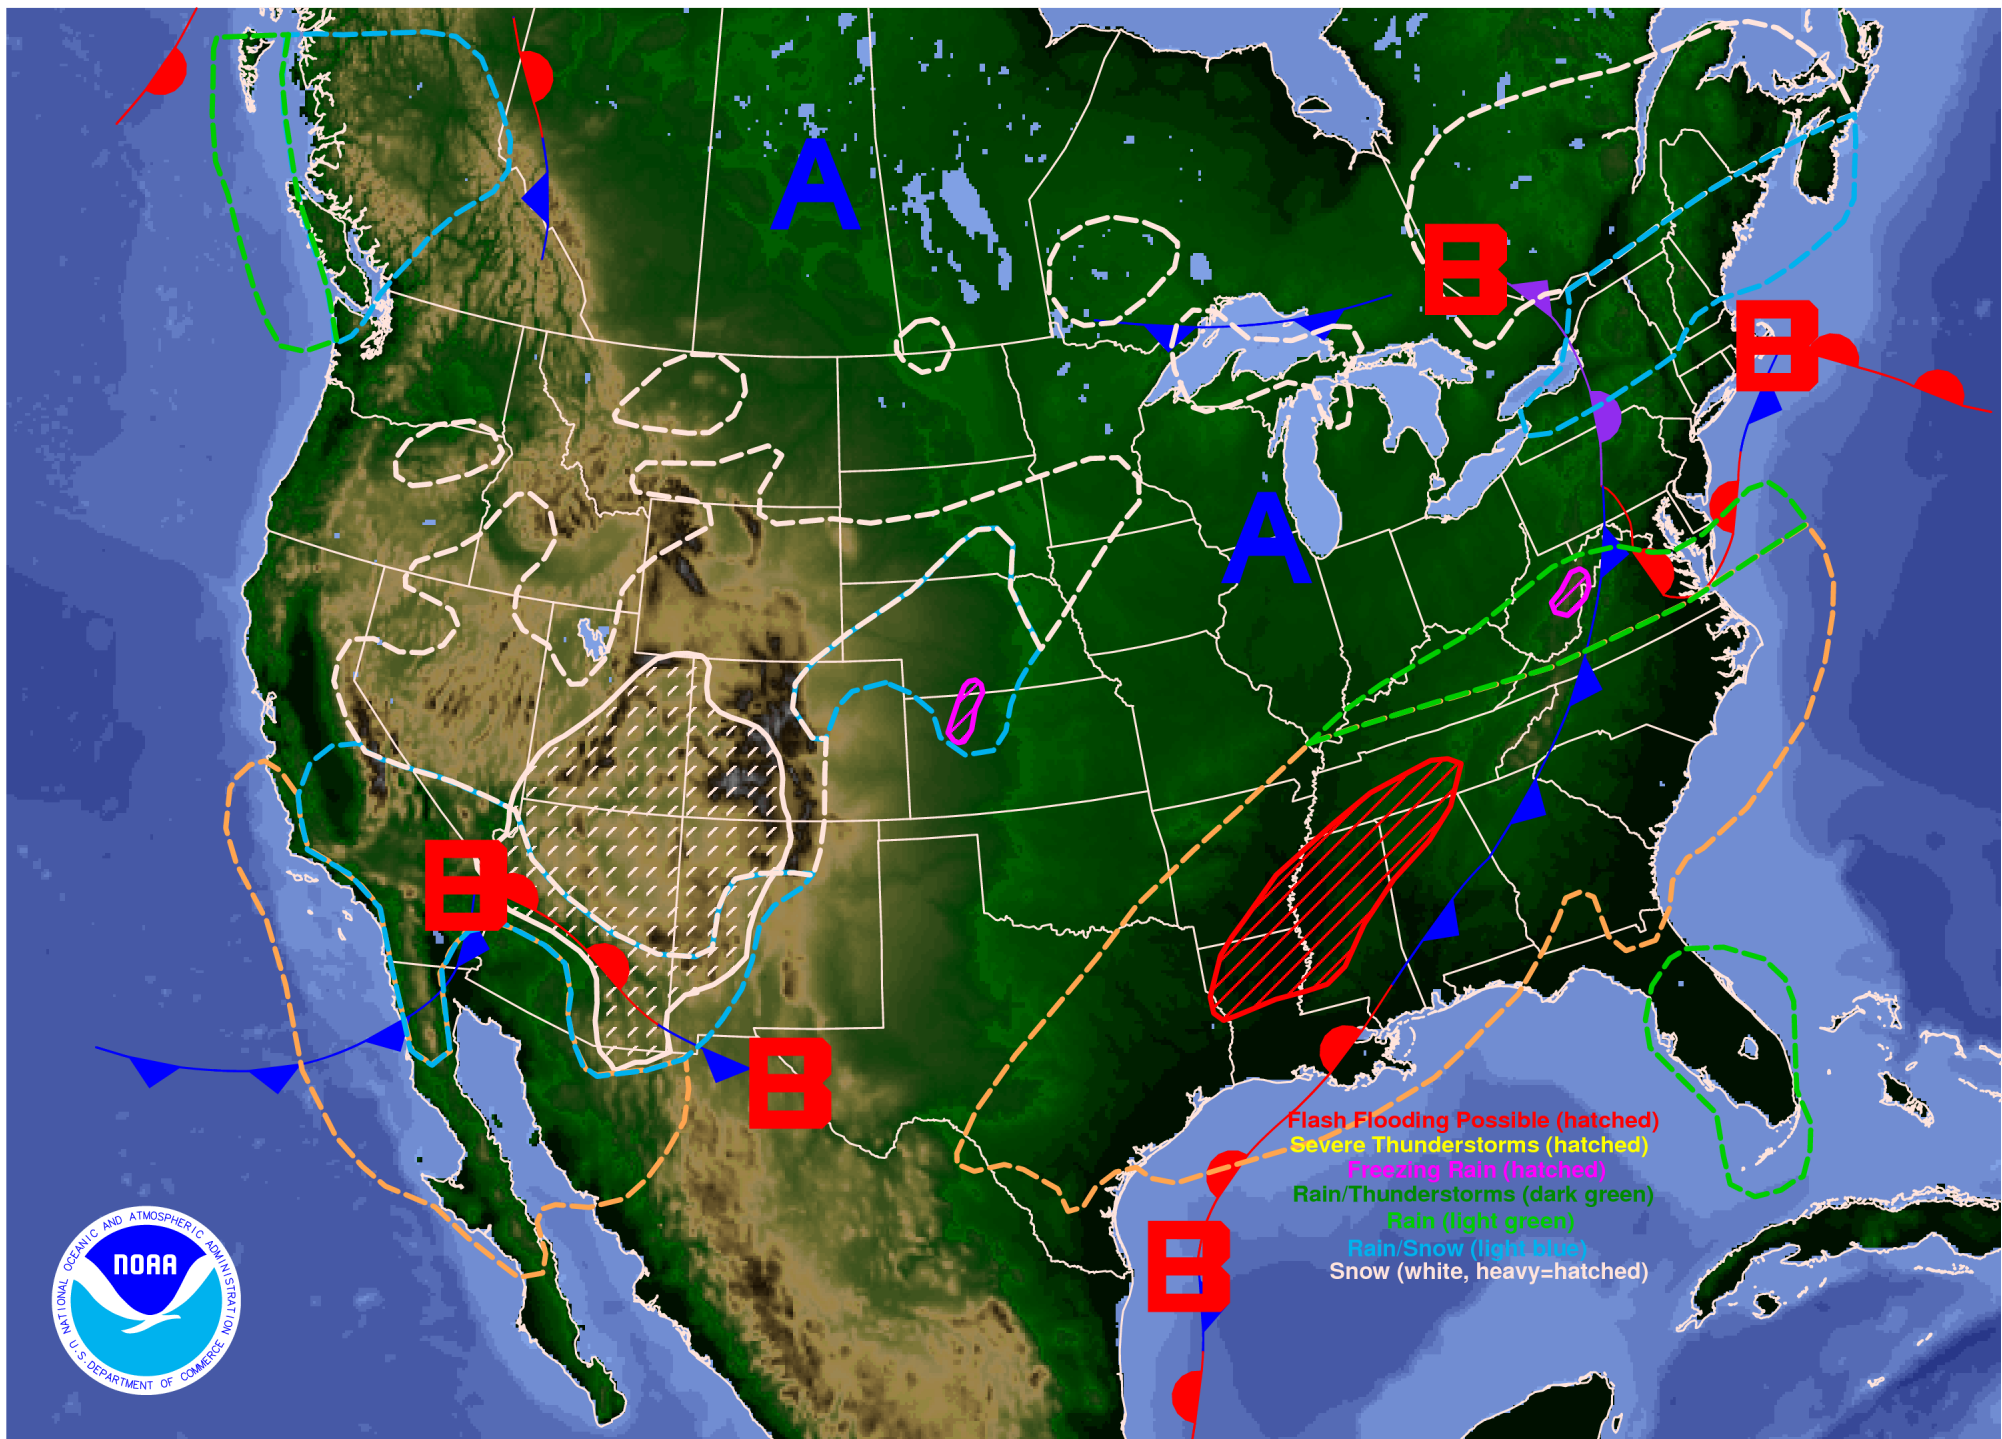 A
B
B
A
B
B
Flash Flooding Possible (hatched)
Severe Thunderstorms (hatched)
Freezing Rain (hatched)
Rain/Thunderstorms (dark green)
Rain (light green)
Rain/Snow (light blue)
Snow (white, heavy=hatched)
B
NATIONAL OCEANIC AND ATMOSPHERIC ADMINISTRATION
NOAA
U.S. DEPARTMENT OF COMMERCE